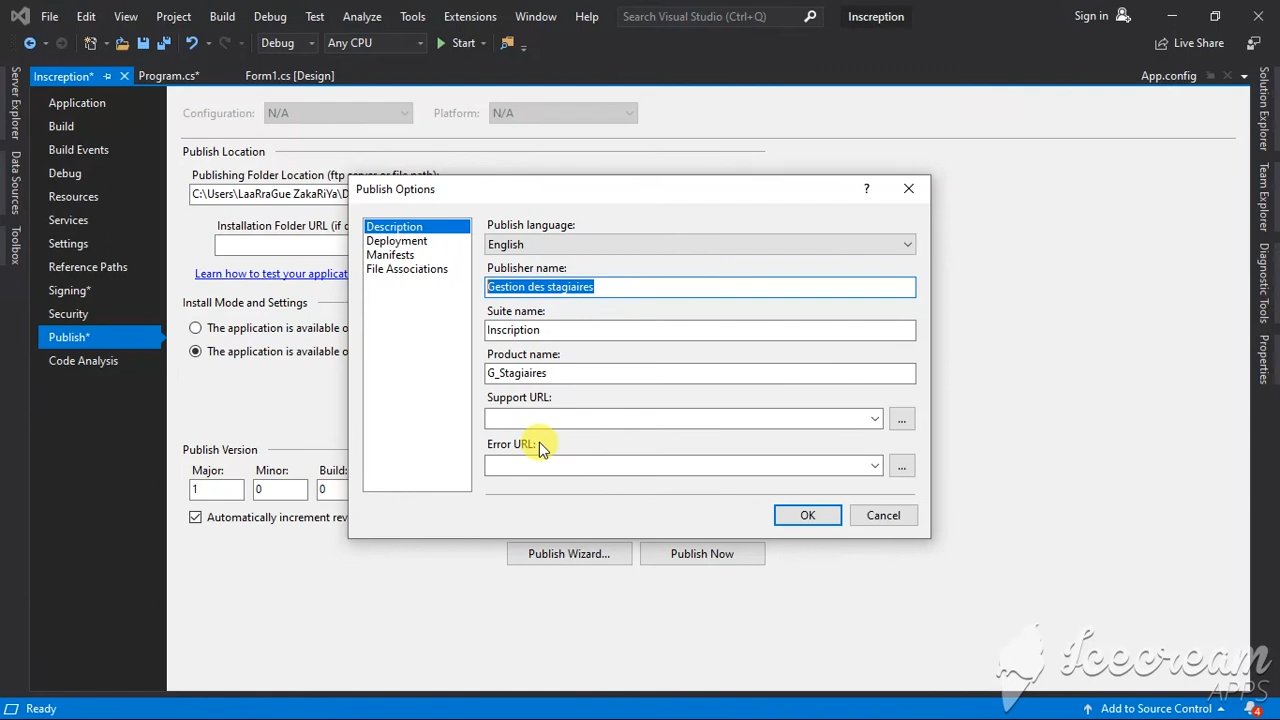 File Edit View Project Build Debug Test Analyze Tools Extensions Window Help Search Visual Studio (Ctrl+Q) Inscreption Sign in
Debug Any CPU Start Live Share
Inscreption* Program.cs* Form1.cs [Design] App.config
Server Explorer
Data Sources
Toolbox
Application
Build
Build Events
Debug
Resources
Services
Settings
Reference Paths
Signing*
Security
Publish*
Code Analysis
Configuration: N/A Platform: N/A
Publish Location
Publishing Folder Location (ftp server or file path):
C:\Users\LaaRraGue ZakaRiYa\D
Installation Folder URL (if d
Learn how to test your applicat
Install Mode and Settings
The application is available o
The application is available o
Publish Version
Major: Minor: Build:
1 0 0
Automatically increment rev
Publish Wizard... Publish Now
Publish Options ?
Description
Deployment
Manifests
File Associations
Publish language:
English
Publisher name:
Gestion des stagiaires
Suite name:
Inscription
Product name:
G_Stagiaires
Support URL:
...
Error URL:
...
OK Cancel
Solution Explorer
Team Explorer
Diagnostic Tools
Properties
Icecream
APPS
Ready Add to Source Control 4